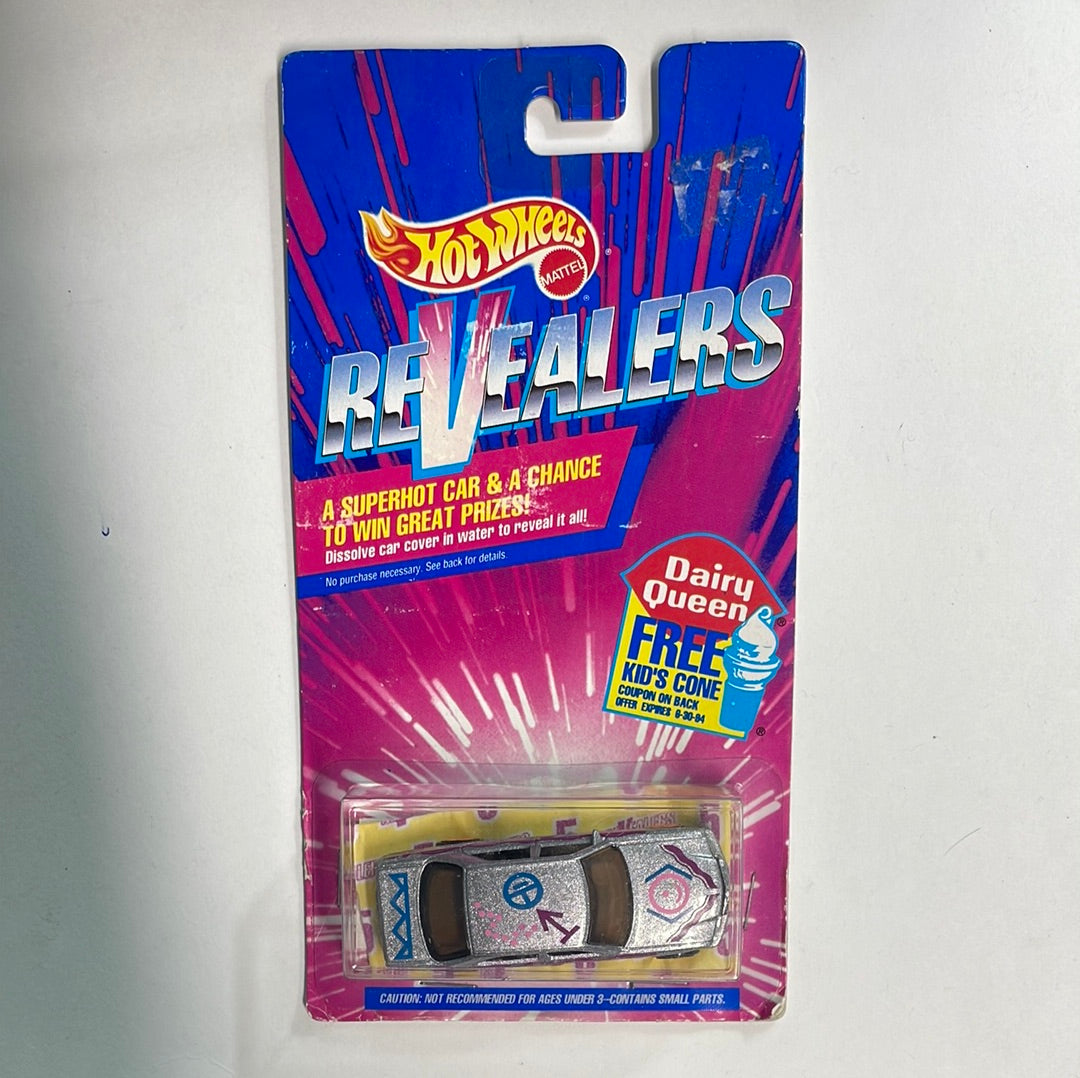 Hot Wheels
MATTEL
REVEALERS
A SUPERHOT CAR & A CHANCE
TO WIN GREAT PRIZES!
Dissolve car cover in water to reveal it all!
No purchase necessary. See back for details.
Dairy
Queen
FREE
KID'S CONE
COUPON ON BACK
OFFER EXPIRES 6-30-94
CAUTION: NOT RECOMMENDED FOR AGES UNDER 3–CONTAINS SMALL PARTS.